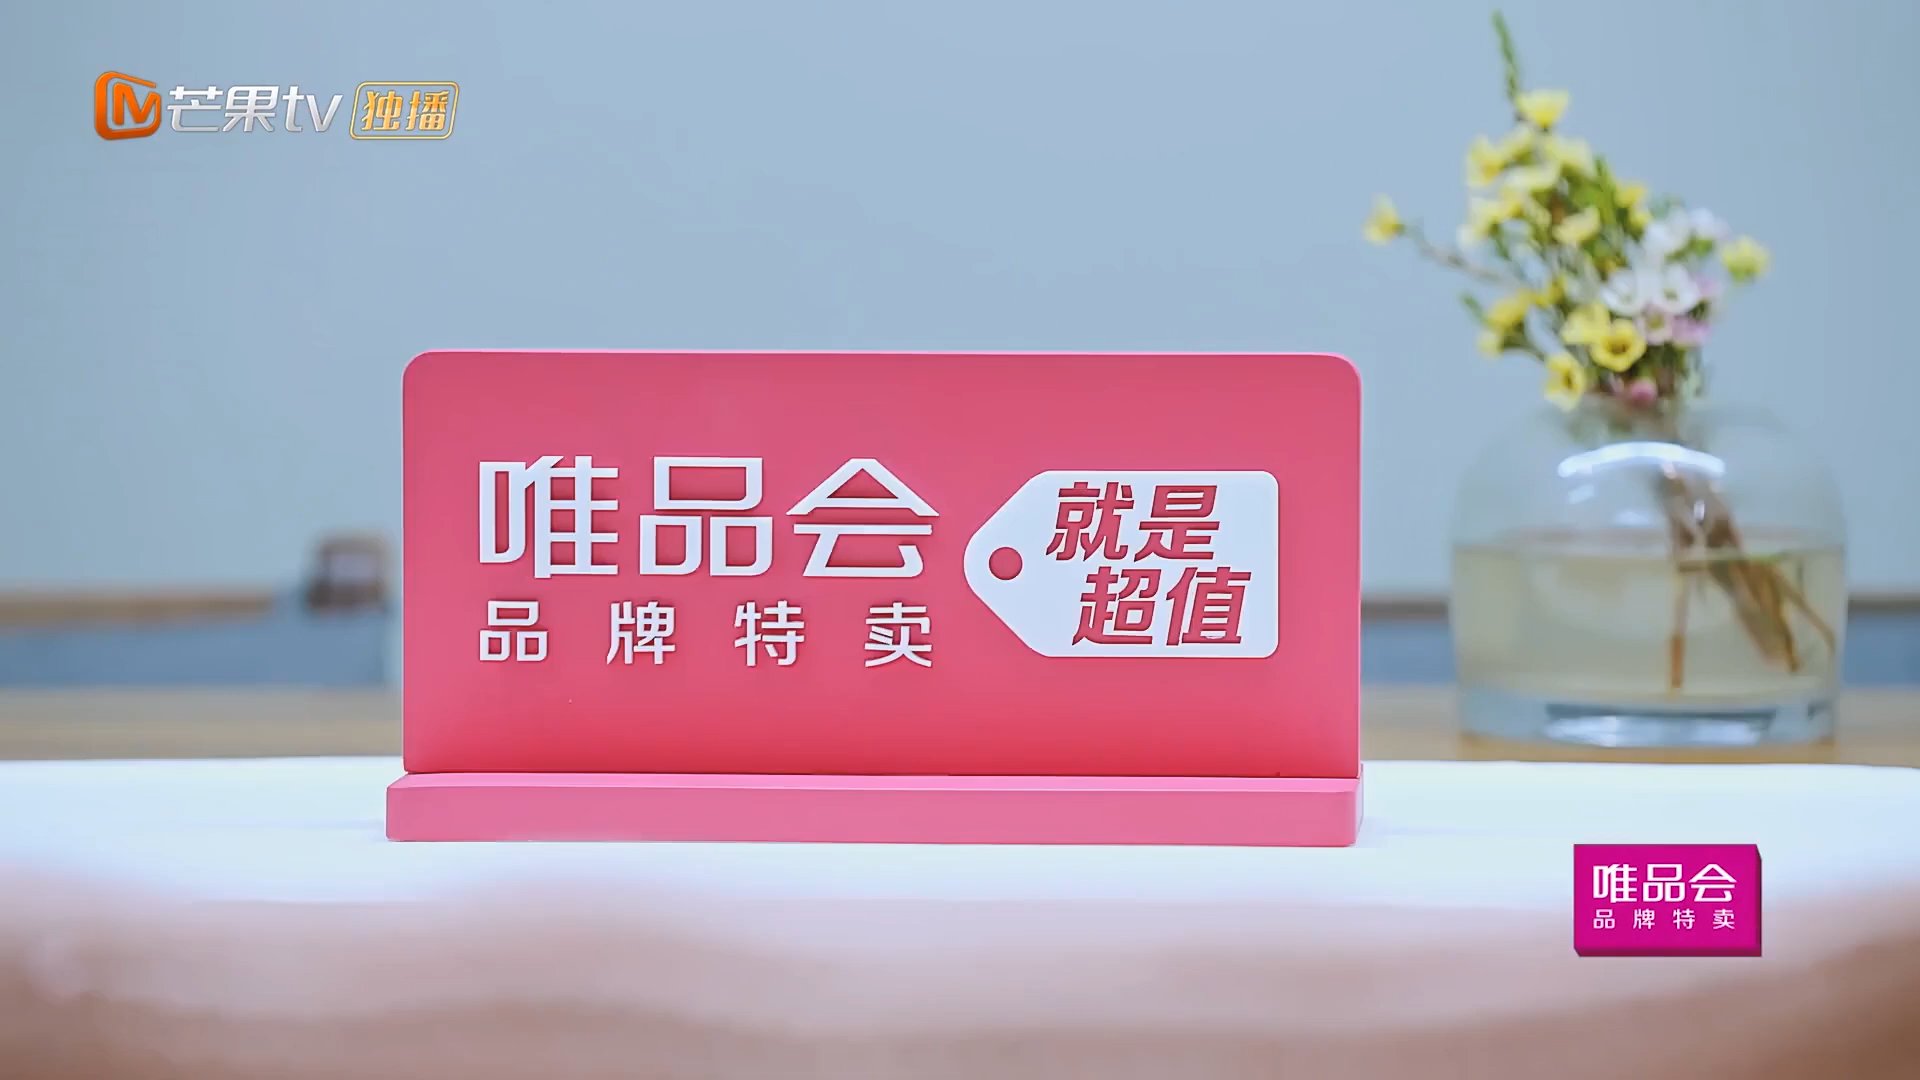 芒果tv 独播
唯品会
品牌特卖
就是
超值
唯品会
品牌特卖